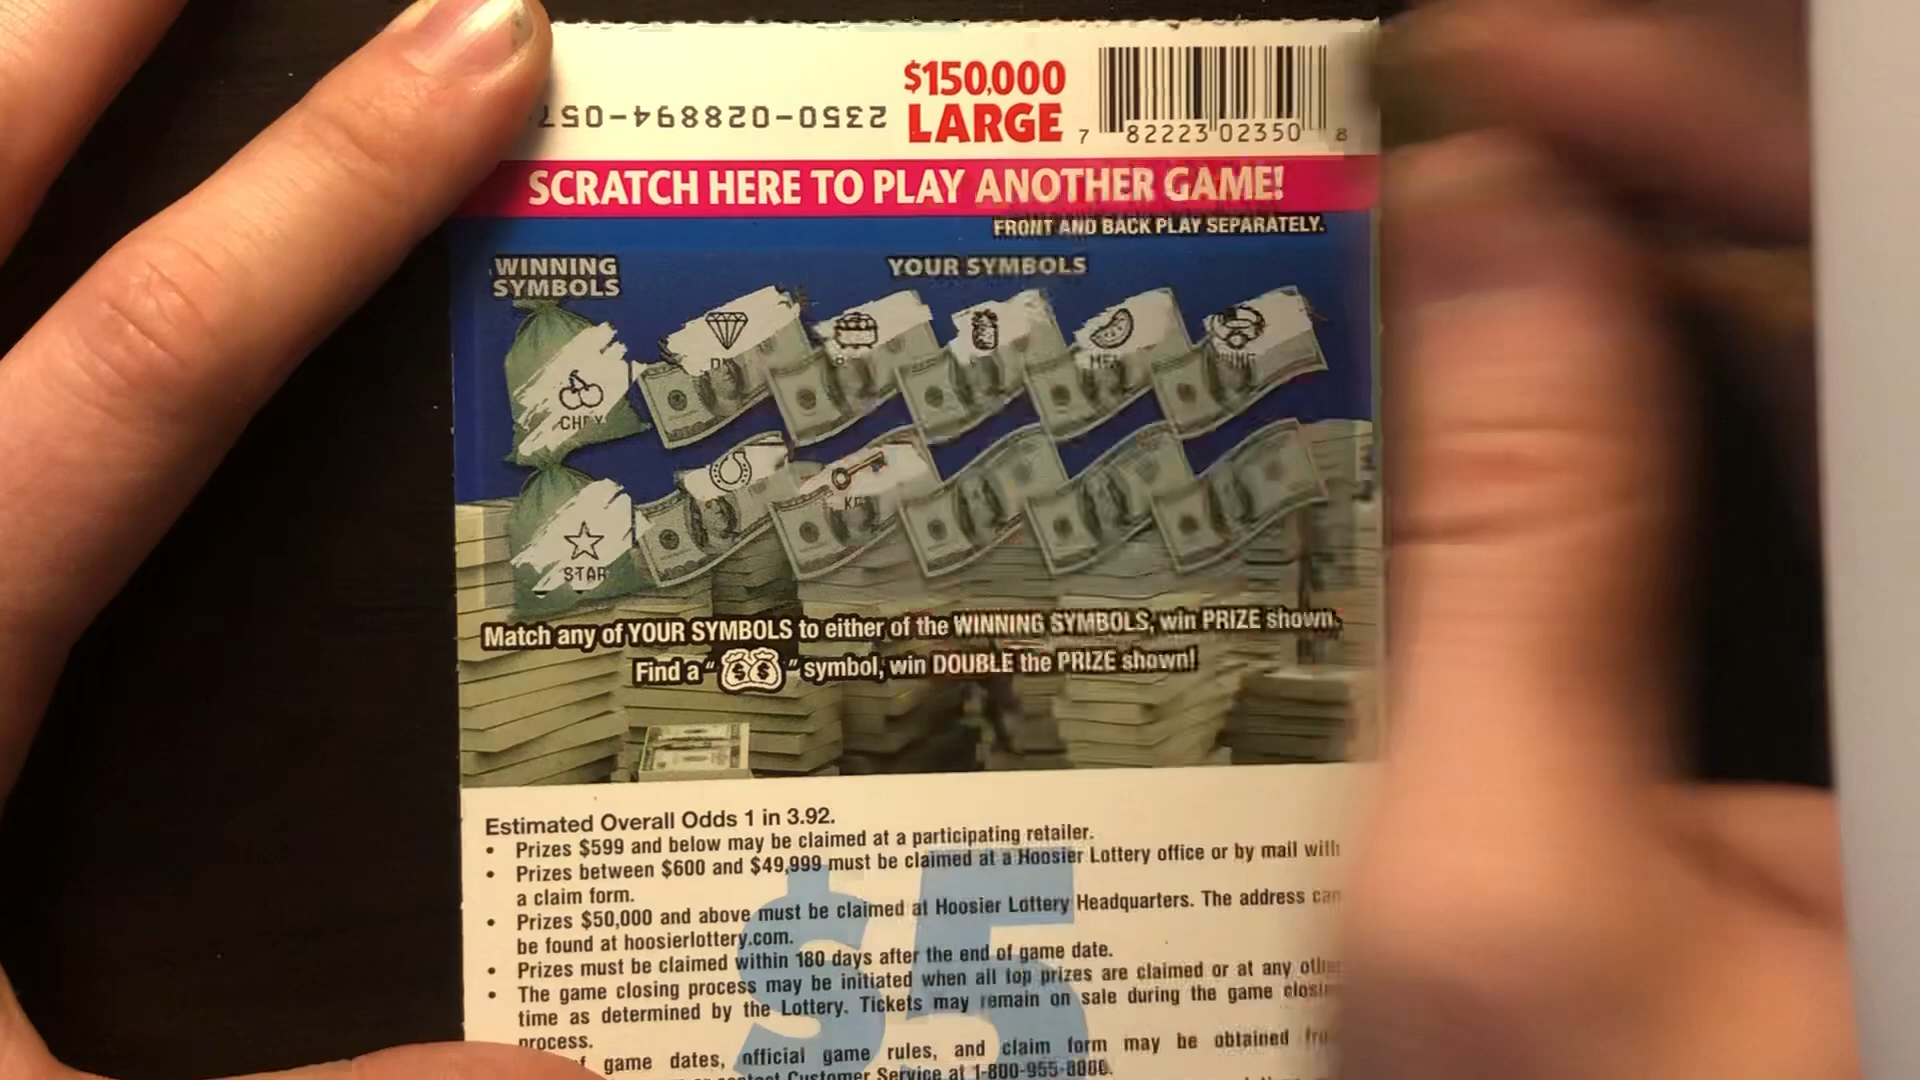 2350-028894-057
$150,000
LARGE
7 82223 02350 8
SCRATCH HERE TO PLAY ANOTHER GAME!
FRONT AND BACK PLAY SEPARATELY.
WINNING
SYMBOLS
YOUR SYMBOLS
STAR
Match any of YOUR SYMBOLS to either of the WINNING SYMBOLS, win PRIZE shown.
Find a " $ $ " symbol, win DOUBLE the PRIZE shown!
Estimated Overall Odds 1 in 3.92.
• Prizes $599 and below may be claimed at a participating retailer.
• Prizes between $600 and $49,999 must be claimed at a Hoosier Lottery office or by mail with
a claim form.
• Prizes $50,000 and above must be claimed at Hoosier Lottery Headquarters. The address can
be found at hoosierlottery.com.
• Prizes must be claimed within 180 days after the end of game date.
• The game closing process may be initiated when all top prizes are claimed or at any
time as determined by the Lottery. Tickets may remain on sale during the game
process.
game dates, official game rules, and claim form may be obtained
Customer Service at 1-800-955-
$5